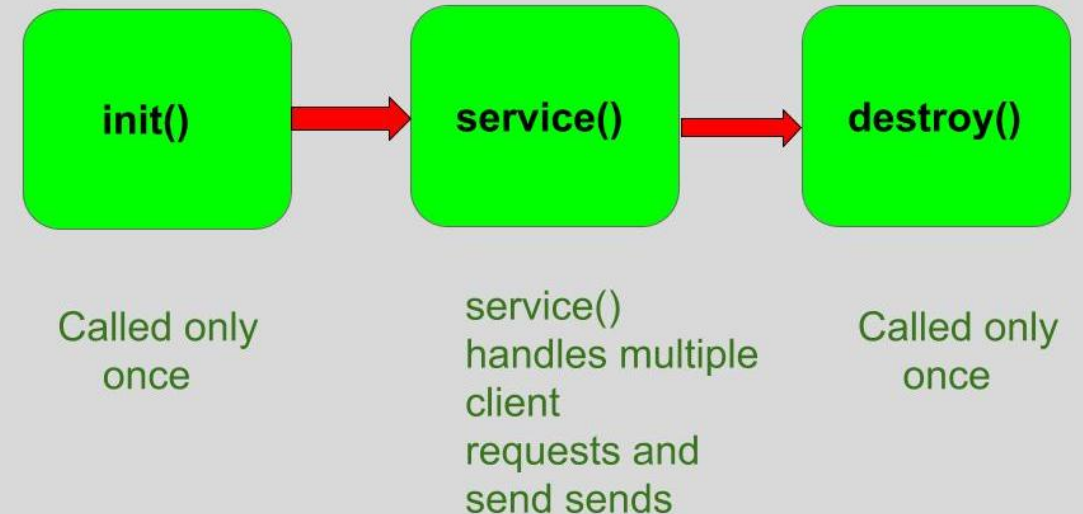 init()
service()
destroy()
Called only
once
service()
handles multiple
client
requests and
send sends
Called only
once